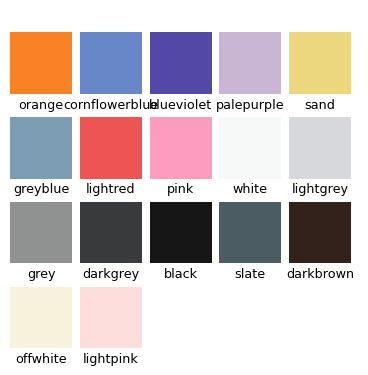 orange cornflowerblue blueviolet palepurple sand
greyblue lightred pink white lightgrey
grey darkgrey black slate darkbrown
offwhite lightpink